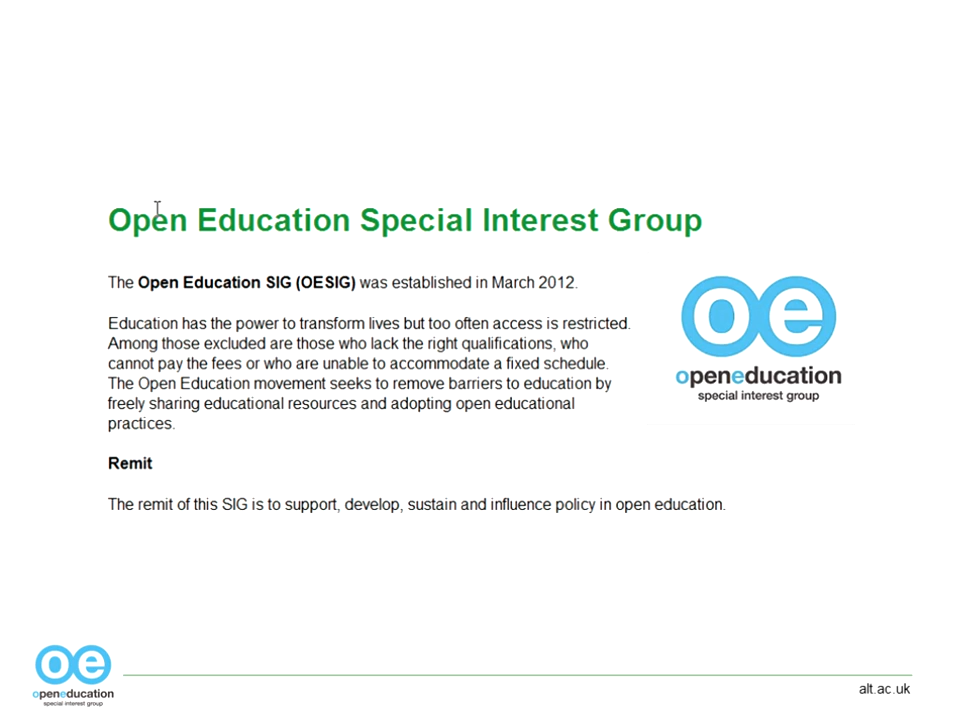 Open Education Special Interest Group
The Open Education SIG (OESIG) was established in March 2012.
Education has the power to transform lives but too often access is restricted.
Among those excluded are those who lack the right qualifications, who
cannot pay the fees or who are unable to accommodate a fixed schedule.
The Open Education movement seeks to remove barriers to education by
freely sharing educational resources and adopting open educational
practices.
oe
openeducation
special interest group
Remit
The remit of this SIG is to support, develop, sustain and influence policy in open education.
oe
openeducation
special interest group
alt.ac.uk